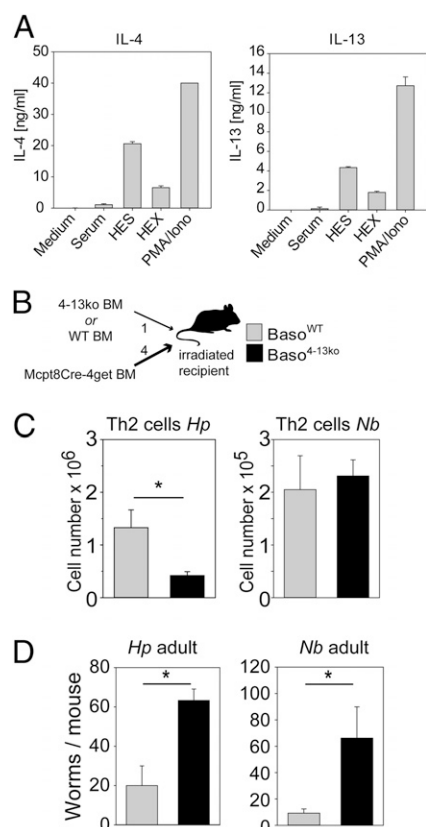 A
IL-4
IL-13
IL-4 [ng/ml]
50
40
30
20
10
0
Medium
Serum
HES
HEX
PMA/Iono
IL-13 [ng/ml]
16
14
12
10
8
6
4
2
0
Medium
Serum
HES
HEX
PMA/Iono
B
4-13ko BM
or
WT BM
1
4
Mcpt8Cre-4get BM
irradiated
recipient
Baso^WT
Baso^4-13ko
C
Th2 cells Hp
Th2 cells Nb
Cell number x 10^6
3
2
1
0
*
Cell number x 10^5
3
2
1
0
D
Hp adult
Nb adult
Worms / mouse
80
60
40
20
0
*
120
100
80
60
40
20
0
*